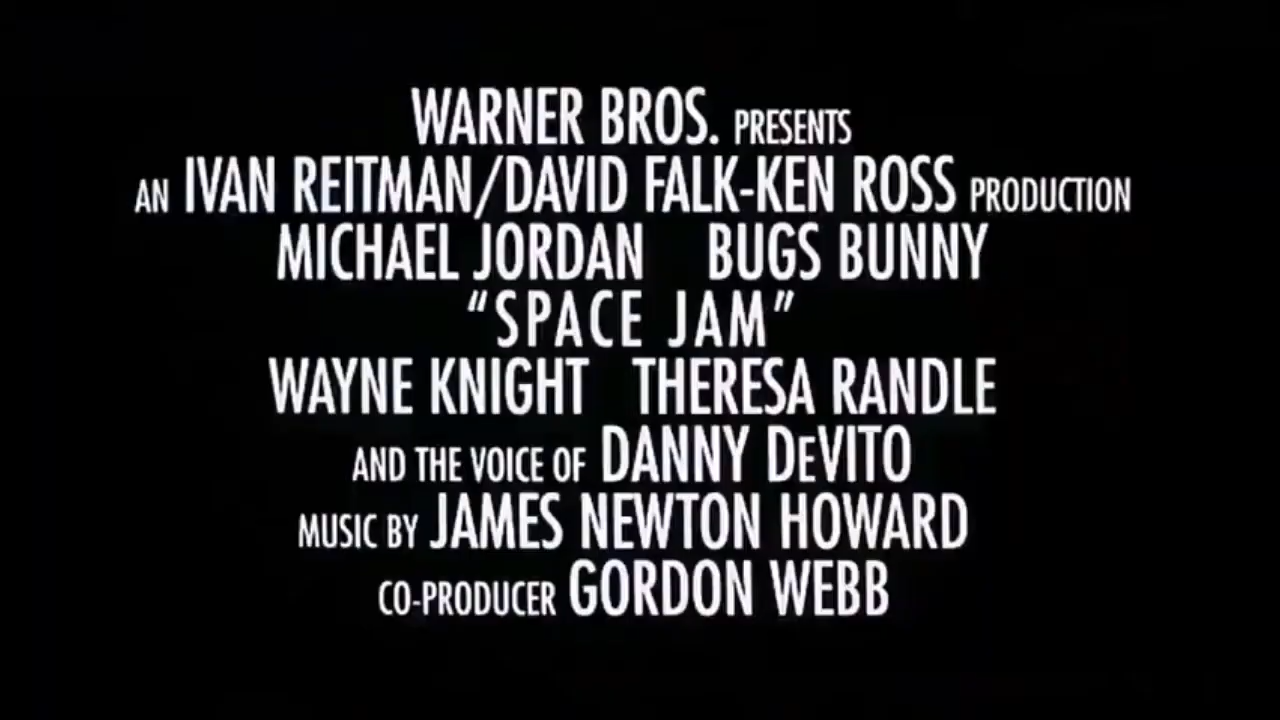 WARNER BROS. PRESENTS
AN IVAN REITMAN/DAVID FALK-KEN ROSS PRODUCTION
MICHAEL JORDAN BUGS BUNNY
“SPACE JAM”
WAYNE KNIGHT THERESA RANDLE
AND THE VOICE OF DANNY DeVITO
MUSIC BY JAMES NEWTON HOWARD
CO-PRODUCER GORDON WEBB